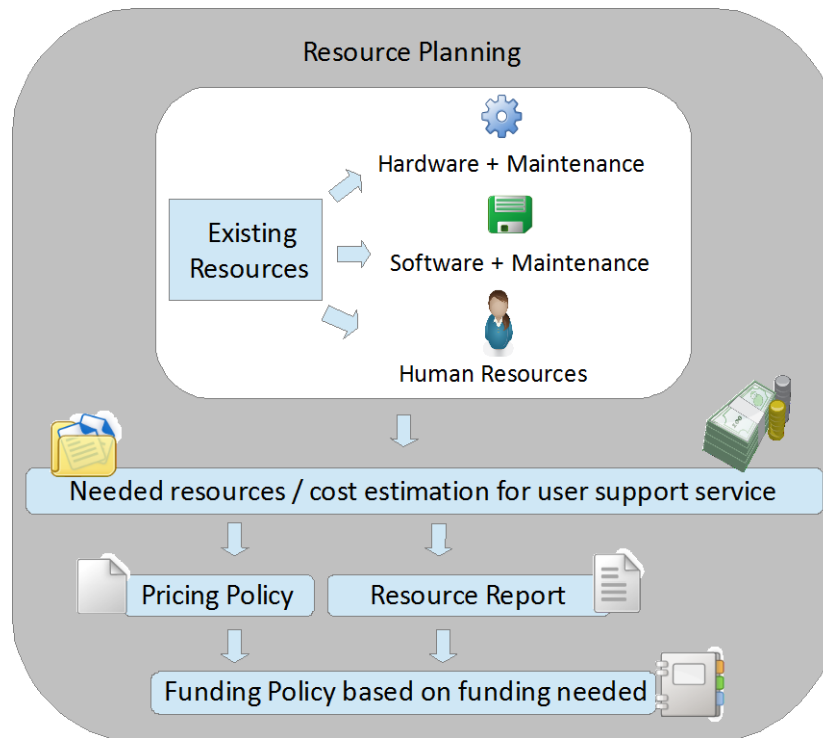 Resource Planning
Hardware + Maintenance
Existing
Resources
Software + Maintenance
Human Resources
Needed resources / cost estimation for user support service
Pricing Policy
Resource Report
Funding Policy based on funding needed